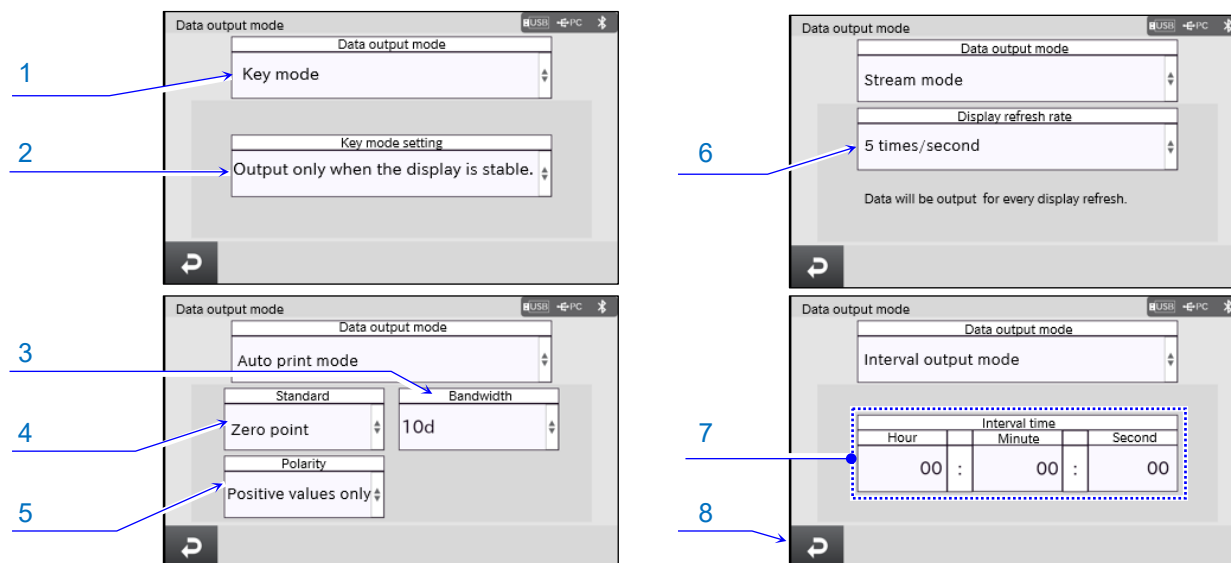 Data output mode
USB PC
Data output mode
1
Key mode
2
Key mode setting
Output only when the display is stable.
Data output mode
USB PC
Data output mode
Stream mode
Display refresh rate
6
5 times/second
Data will be output for every display refresh.
Data output mode
USB PC
Data output mode
3
Auto print mode
Standard
Bandwidth
4
Zero point
10d
Polarity
5
Positive values only
Data output mode
USB PC
Data output mode
Interval output mode
7
Interval time
Hour Minute Second
00 : 00 : 00
8